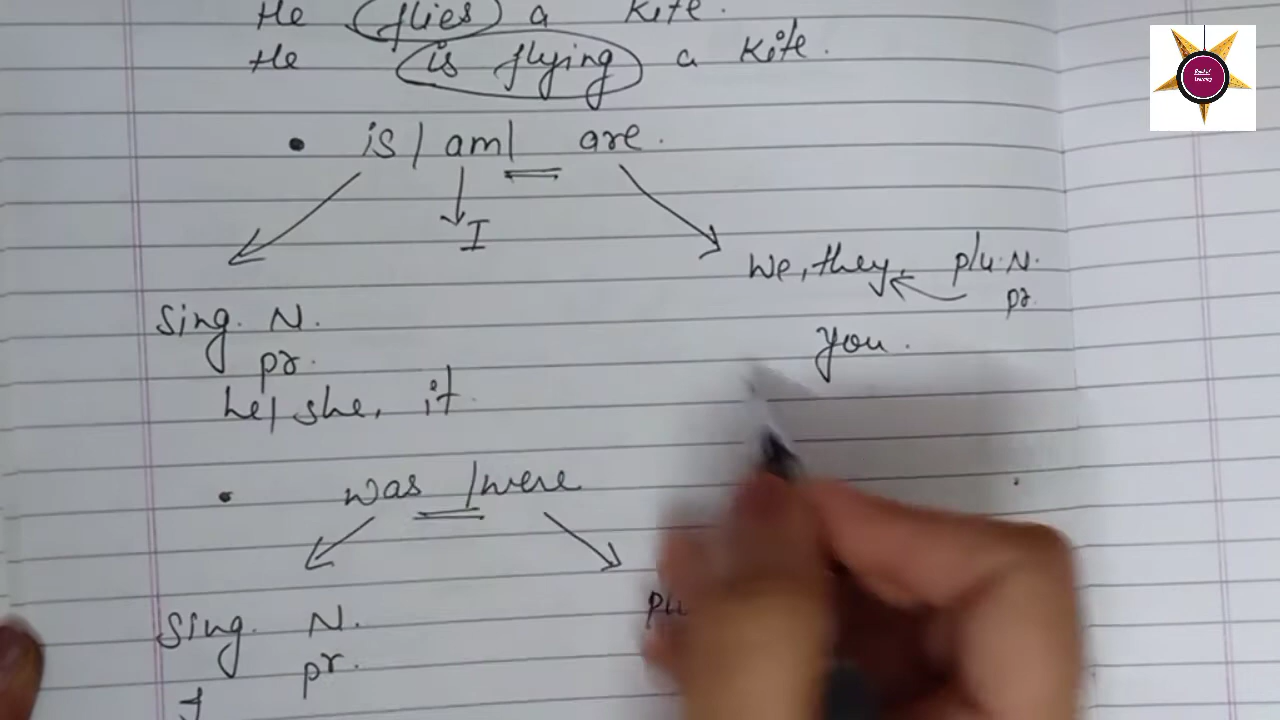 He flies a kite.
He is flying a kite.
• is / am / are.
I
We, they, plu. N.
pr.
you.
Sing. N.
pr.
he, she, it
• was / were
Sing. N.
pr.
plu
I